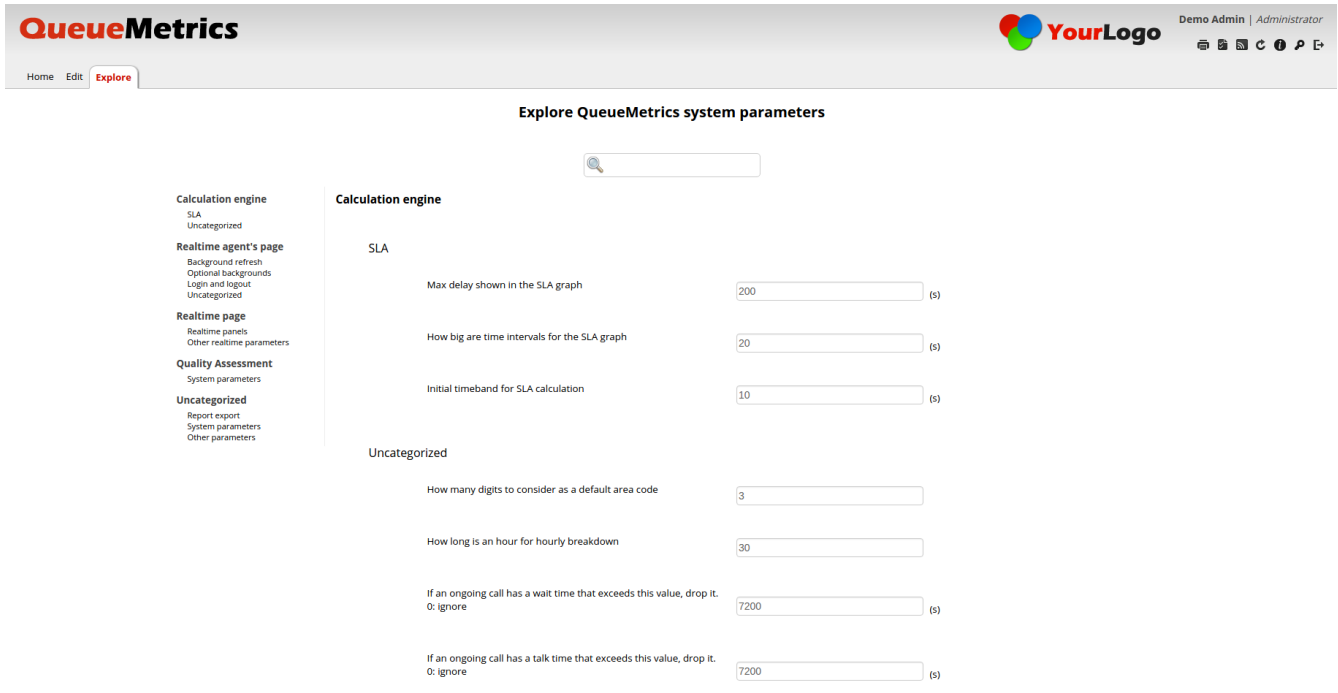 QueueMetrics
YourLogo
Demo Admin | Administrator
Home Edit Explore
Explore QueueMetrics system parameters
Calculation engine
SLA
Uncategorized
Realtime agent's page
Background refresh
Optional backgrounds
Login and logout
Uncategorized
Realtime page
Realtime panels
Other realtime parameters
Quality Assessment
System parameters
Uncategorized
Report export
System parameters
Other parameters
Calculation engine
SLA
Max delay shown in the SLA graph 200 (s)
How big are time intervals for the SLA graph 20 (s)
Initial timeband for SLA calculation 10 (s)
Uncategorized
How many digits to consider as a default area code 3
How long is an hour for hourly breakdown 30
If an ongoing call has a wait time that exceeds this value, drop it.
0: ignore 7200 (s)
If an ongoing call has a talk time that exceeds this value, drop it.
0: ignore 7200 (s)